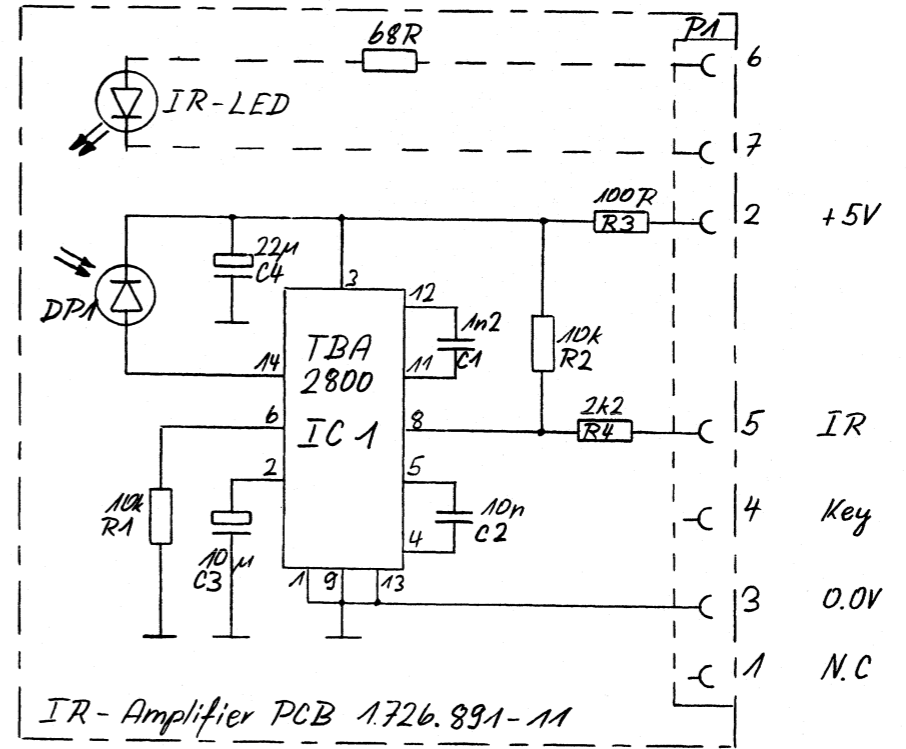 P1
68R
6
IR-LED
7
100R
R3
2
+5V
22µ
C4
3
12
DP1
1n2
C1
TBA
2800
IC1
10k
R2
14
11
6
8
2k2
R4
5
IR
2
5
10k
R1
10n
C2
4
Key
4
10µ
C3
1
9
13
3
0.0V
1
N.C
IR-Amplifier PCB 1.726.891-11